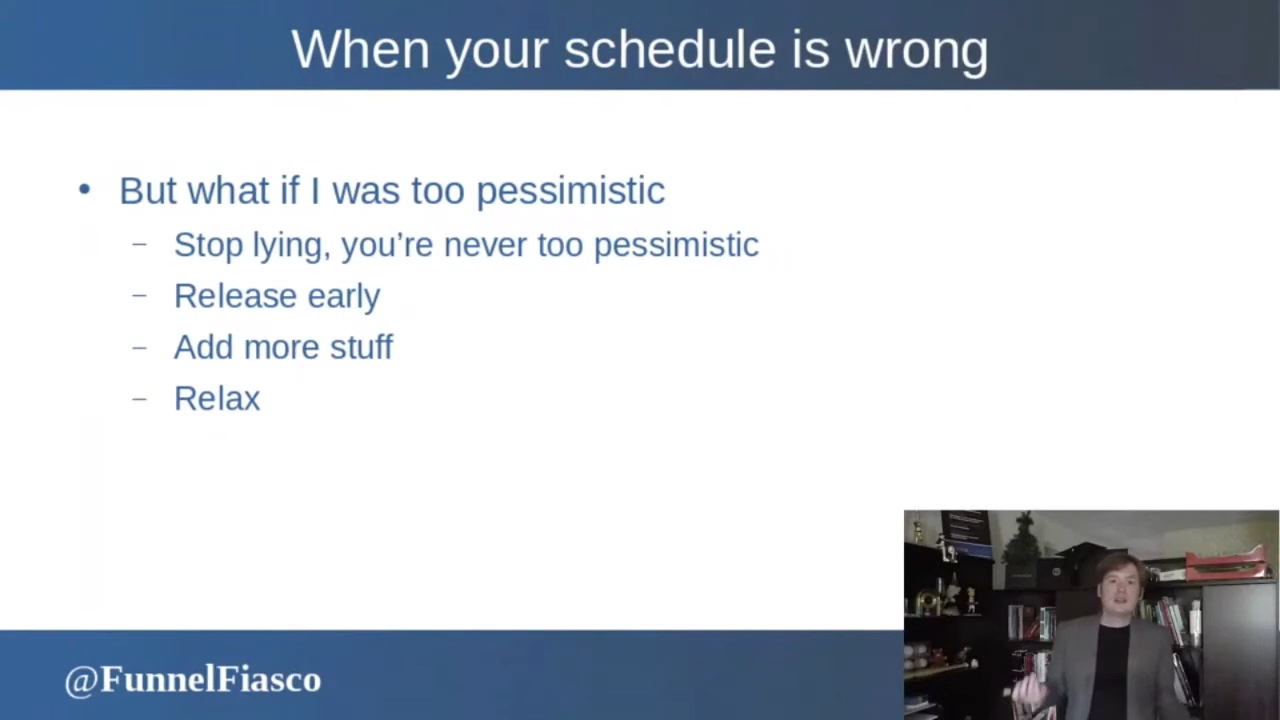 When your schedule is wrong
• But what if I was too pessimistic
– Stop lying, you’re never too pessimistic
– Release early
– Add more stuff
– Relax
@FunnelFiasco